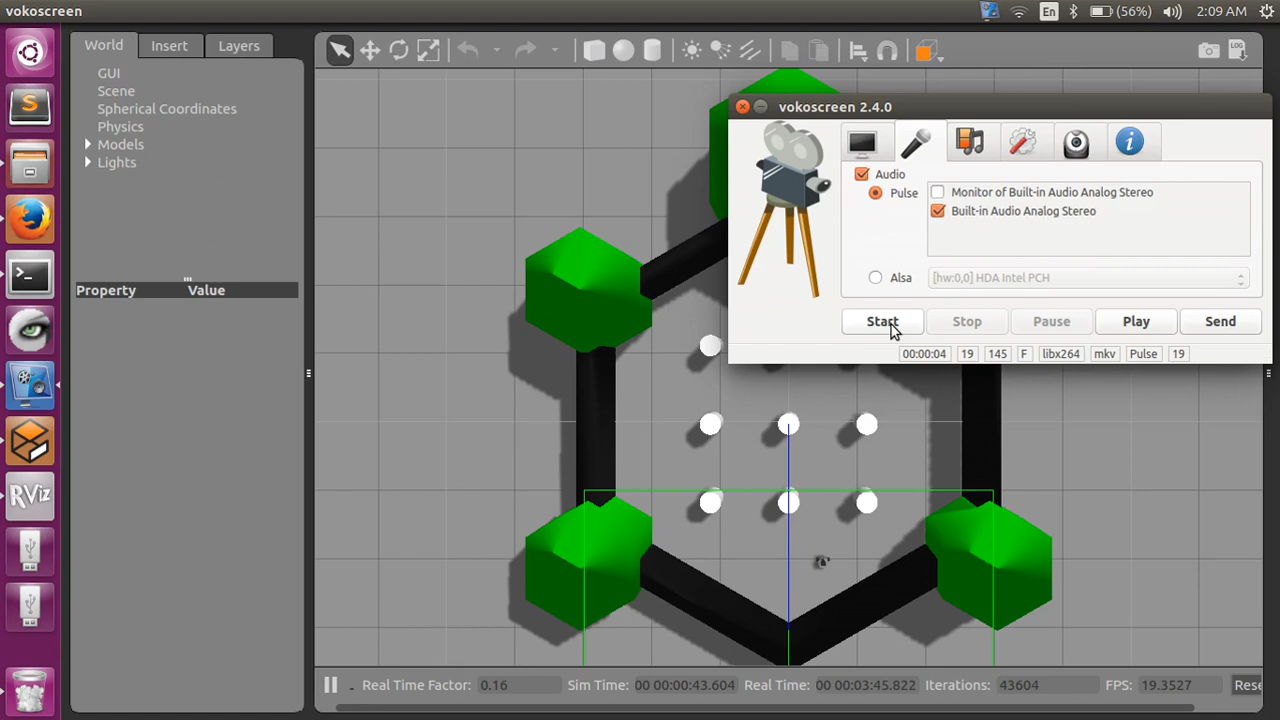 vokoscreen
En
(56%)
2:09 AM
World
Insert
Layers
GUI
Scene
Spherical Coordinates
Physics
Models
Lights
Property Value
LOG
vokoscreen 2.4.0
Audio
Pulse
Monitor of Built-in Audio Analog Stereo
Built-in Audio Analog Stereo
Alsa
[hw:0,0] HDA Intel PCH
Start
Stop
Pause
Play
Send
00:00:04 19 145 F libx264 mkv Pulse 19
S
RViz
Real Time Factor: 0.16 Sim Time: 00 00:00:43.604 Real Time: 00 00:03:45.822 Iterations: 43604 FPS: 19.3527 Rese